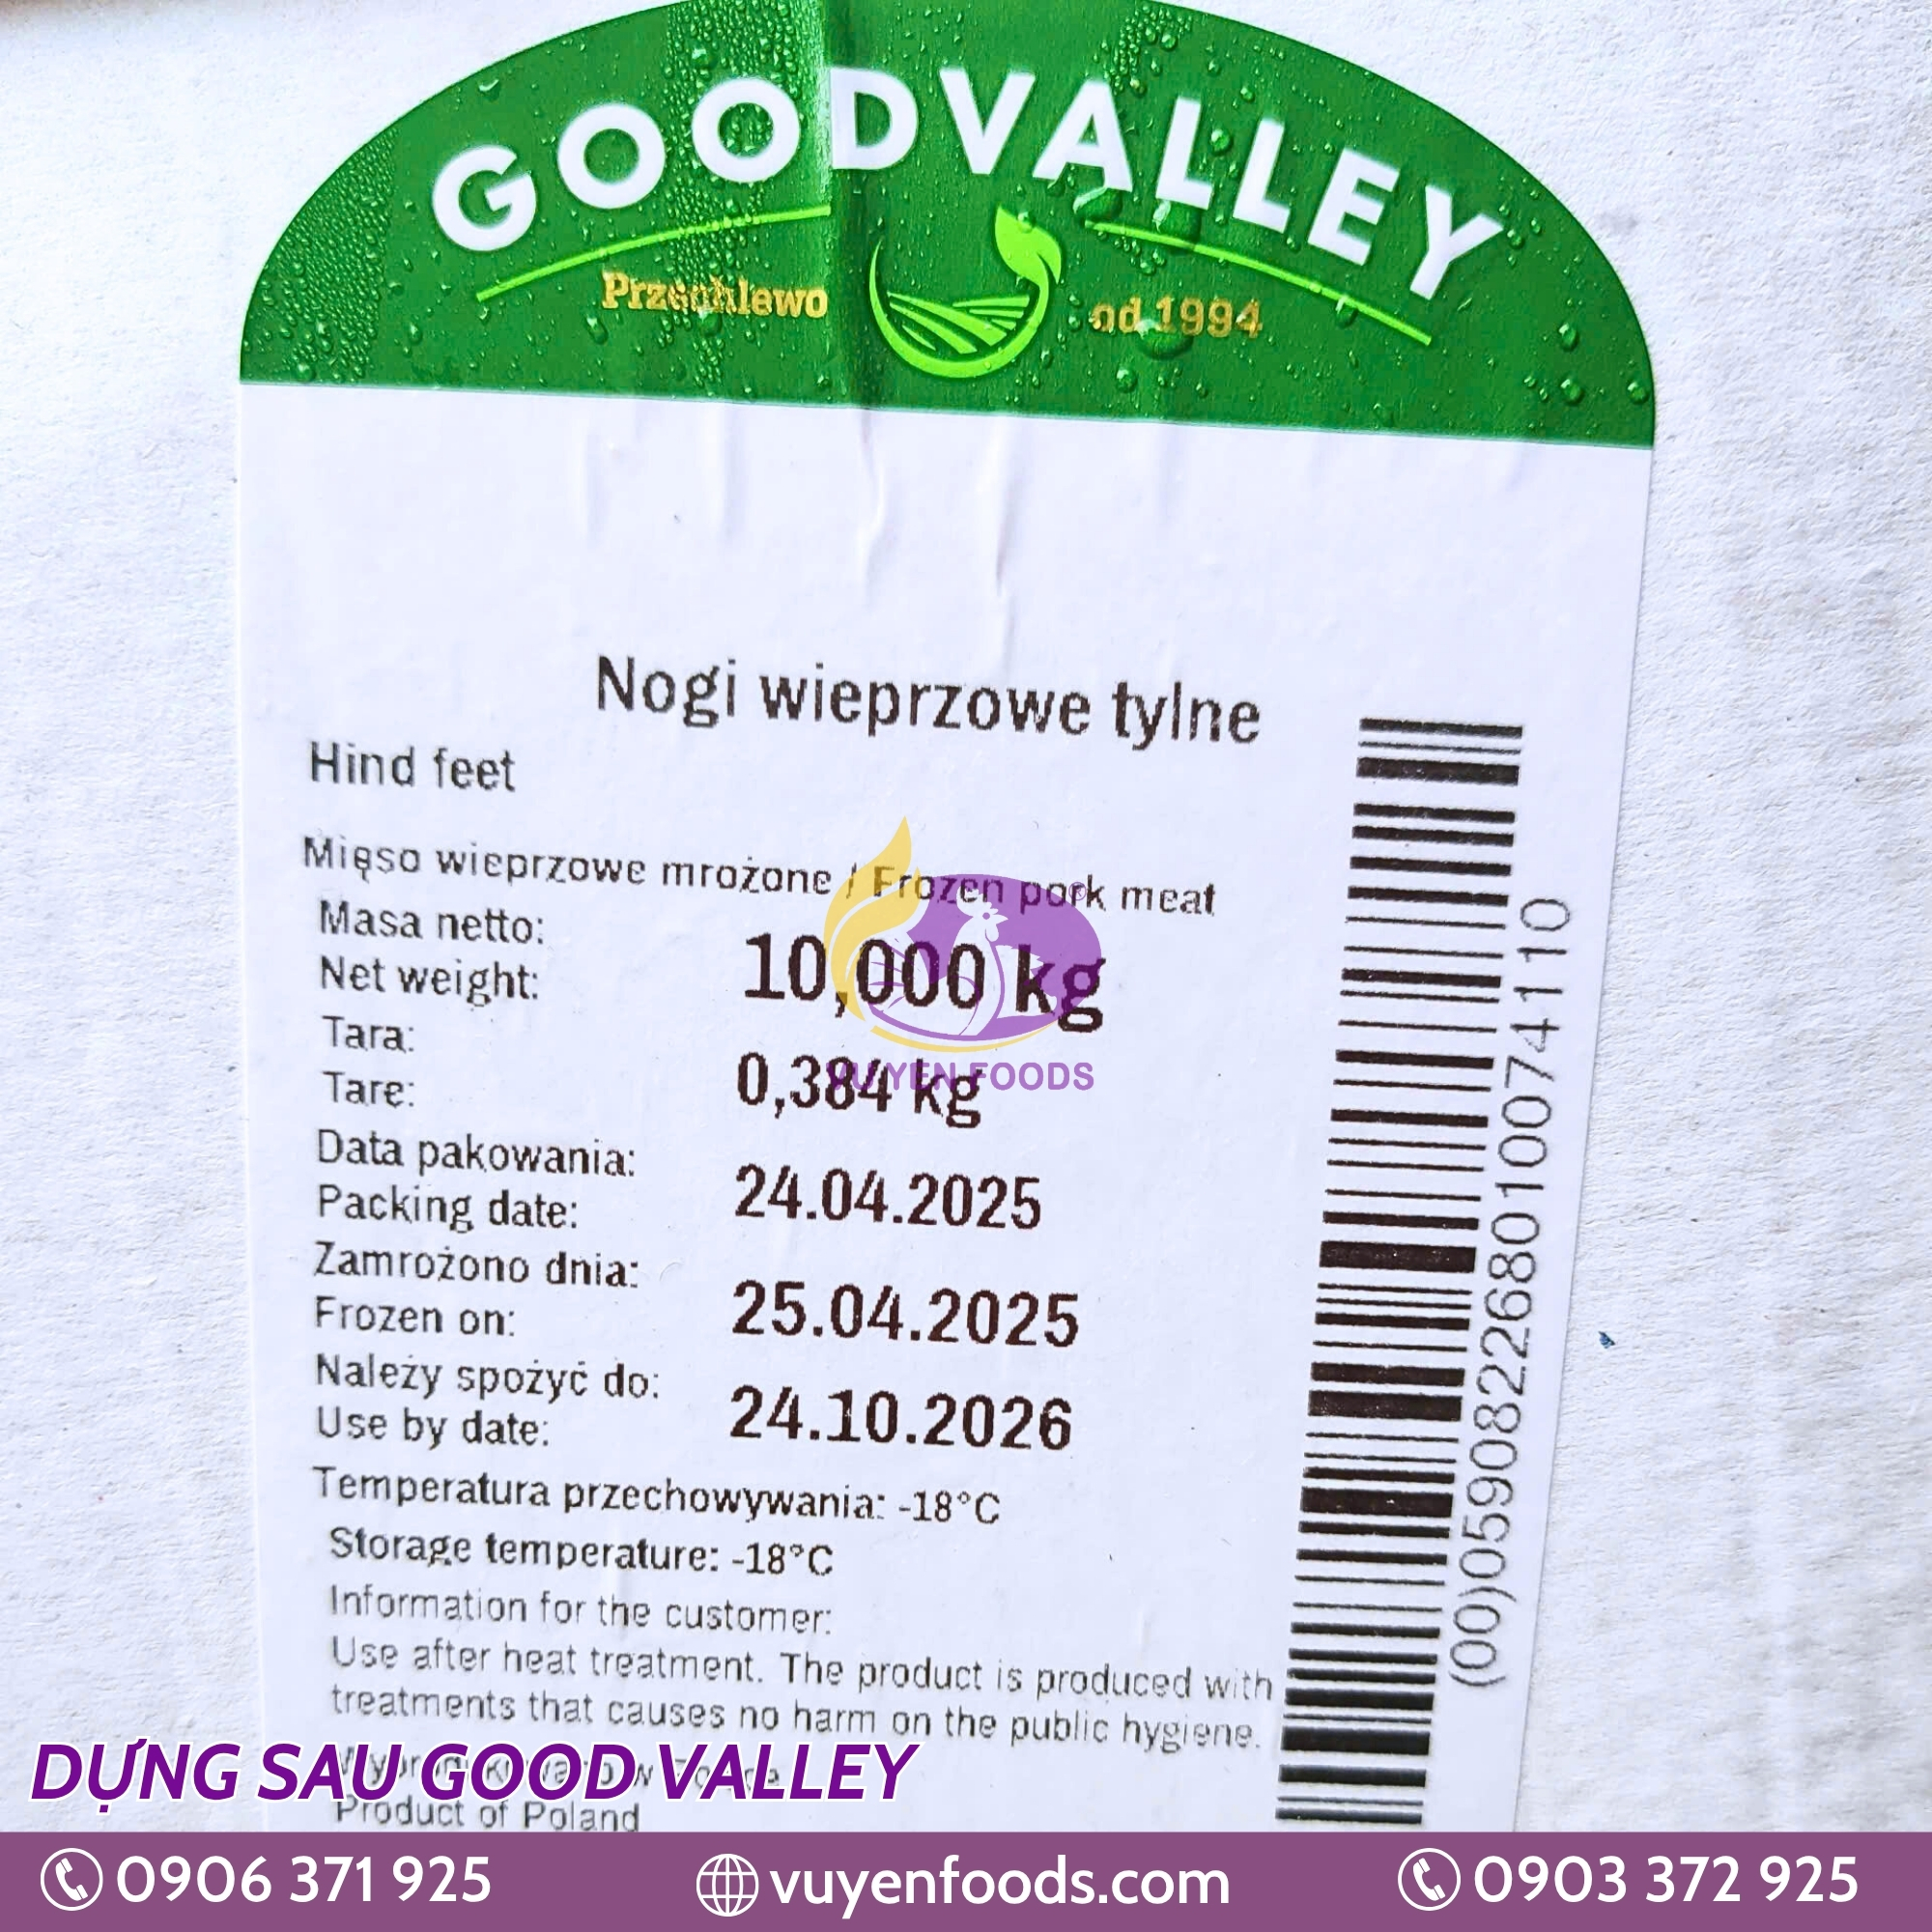 GOODVALLEY
Przechlewo od 1994
Nogi wieprzowe tylne
Hind feet
Mięso wieprzowe mrożone / Frozen pork meat
Masa netto:
Net weight: 10,000 kg
Tara:
Tare: 0,384 kg
Data pakowania:
Packing date: 24.04.2025
Zamrożono dnia:
Frozen on: 25.04.2025
Należy spożyć do:
Use by date: 24.10.2026
Temperatura przechowywania: -18°C
Storage temperature: -18°C
Information for the customer:
Use after heat treatment. The product is produced with
treatments that causes no harm on the public hygiene.
Product of Poland
(00)059082268010074110
VUYEN FOODS
DỰNG SAU GOOD VALLEY
0906 371 925
vuyenfoods.com
0903 372 925